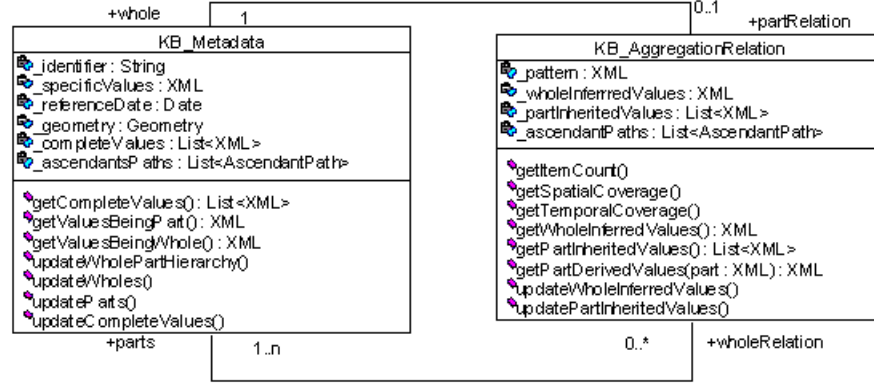 +whole 1 0..1 +partRelation
KB_Metadata
_identifier : String
_specificValues : XML
_referenceDate : Date
_geometry : Geometry
_completeValues : List<XML>
_ascendantsPaths : List<AscendantPath>
getCompleteValues() : List<XML>
getValuesBeingPart() : XML
getValuesBeingWhole() : XML
updateWholePartHierarchy()
updateWholes()
updateParts()
updateCompleteValues()
KB_AggregationRelation
_pattern : XML
_wholeInferrredValues : XML
_partInheritedValues : List<XML>
_ascendantPaths : List<AscendantPath>
getItemCount()
getSpatialCoverage()
getTemporalCoverage()
getWholeInferredValues() : XML
getPartInheritedValues() : List<XML>
getPartDerivedValues(part : XML) : XML
updateWholeInferredValues()
updatePartInheritedValues()
+parts 1..n 0..* +wholeRelation